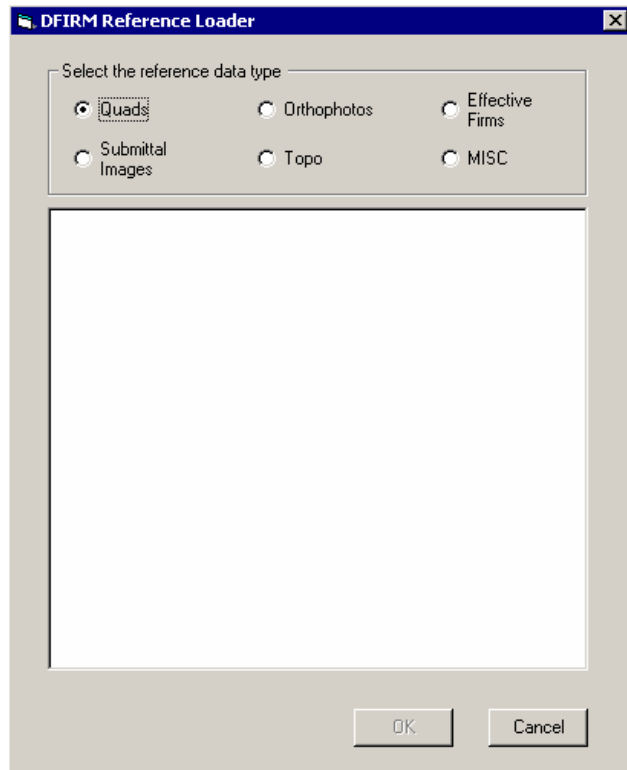 DFIRM Reference Loader
Select the reference data type
Quads
Orthophotos
Effective
Firms
Submittal
Images
Topo
MISC
OK
Cancel